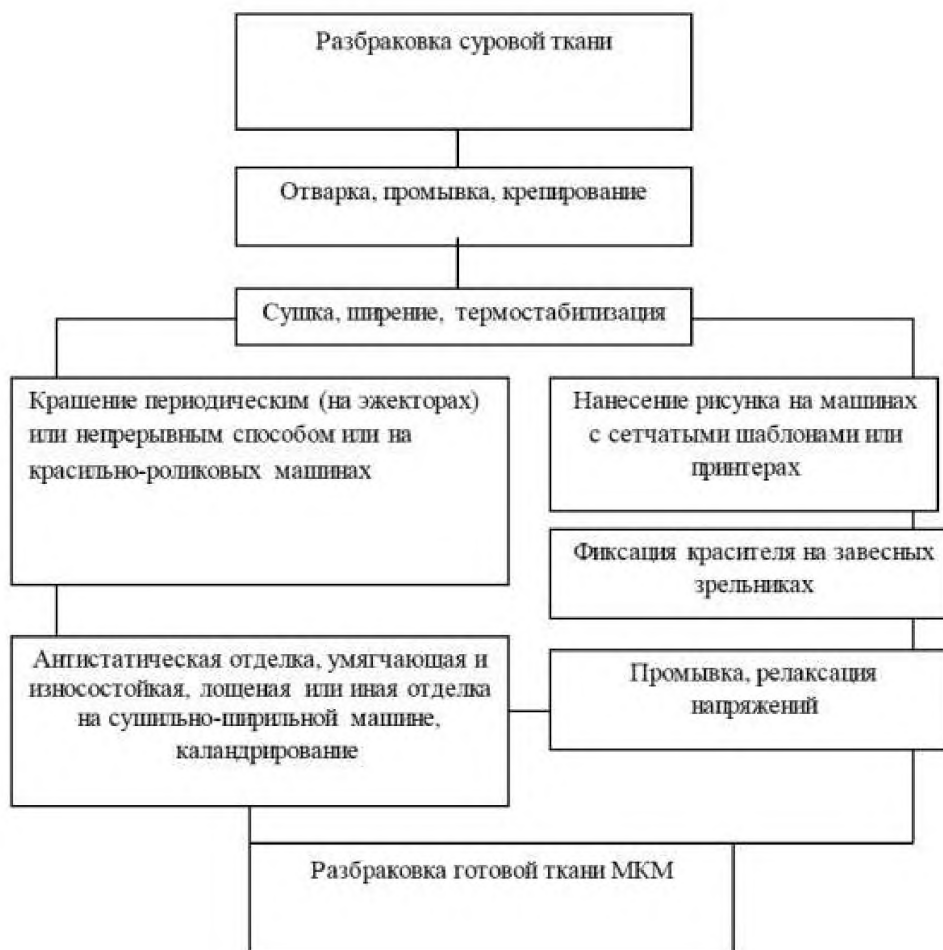 Разбраковка суровой ткани
Отварка, промывка, крепирование
Сушка, ширение, термостабилизация
Крашение периодическим (на эжекторах)
или непрерывным способом или на
красильно-роликовых машинах
Нанесение рисунка на машинах
с сетчатыми шаблонами или
принтерах
Фиксация красителя на завесных
зрельниках
Антистатическая отделка, умягчающая и
износостойкая, лощеная или иная отделка
на сушильно-ширильной машине,
каландрирование
Промывка, релаксация
напряжений
Разбраковка готовой ткани МКМ